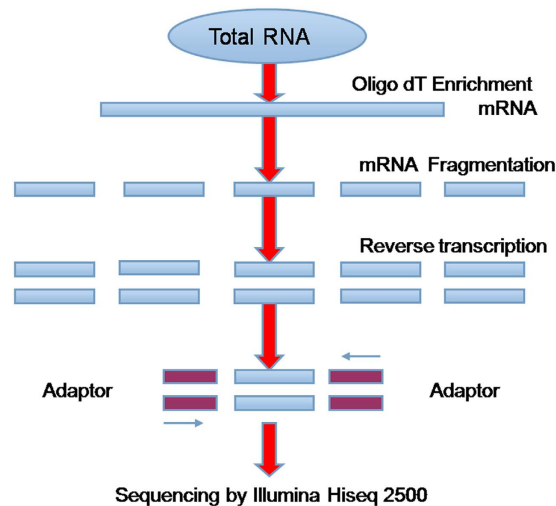 Total RNA
Oligo dT Enrichment
mRNA
mRNA Fragmentation
Reverse transcription
Adaptor
Adaptor
Sequencing by Illumina Hiseq 2500